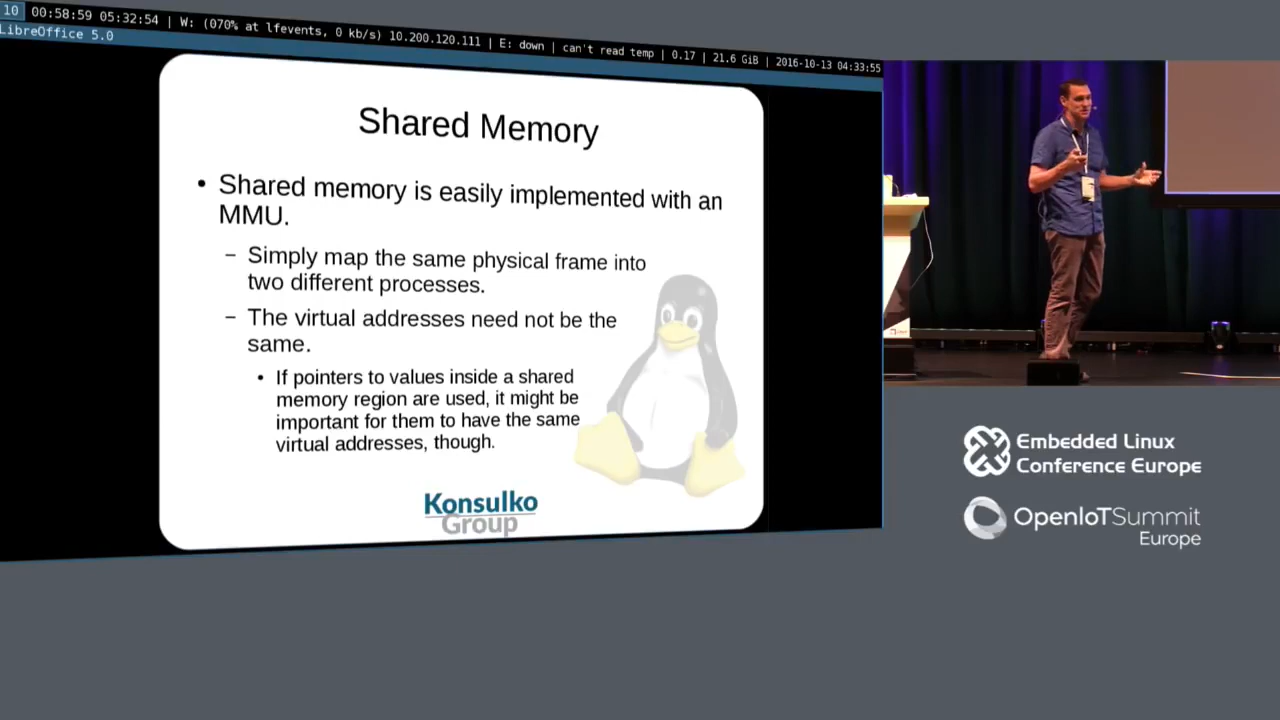 10 00:58:59 05:32:54 | W: (070% at lfevents, 0 kb/s) 10.200.120.111 | E: down | can't read temp | 0.17 | 21.6 GiB | 2016-10-13 04:33:55
LibreOffice 5.0
Shared Memory
• Shared memory is easily implemented with an
MMU.
– Simply map the same physical frame into
two different processes.
– The virtual addresses need not be the
same.
• If pointers to values inside a shared
memory region are used, it might be
important for them to have the same
virtual addresses, though.
Konsulko
Group
Embedded Linux
Conference Europe
OpenIoTSummit
Europe